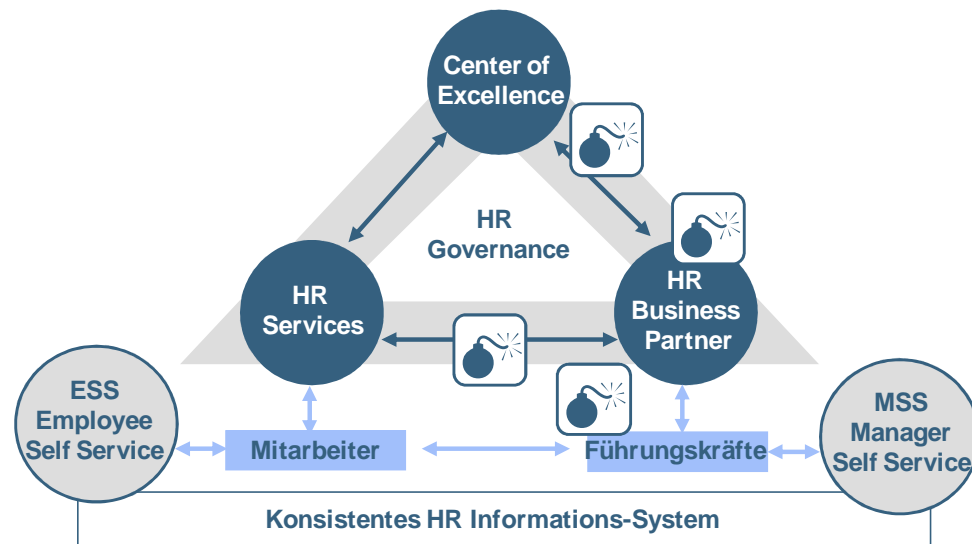 Center of
Excellence
HR
Governance
HR
Services
HR
Business
Partner
ESS
Employee
Self Service
Mitarbeiter
Führungskräfte
MSS
Manager
Self Service
Konsistentes HR Informations-System